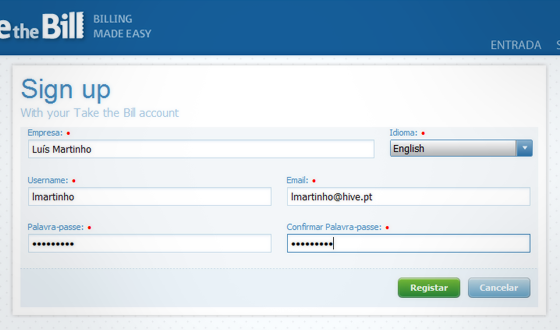 the Bill
BILLING
MADE EASY
ENTRADA
Sign up
With your Take the Bill account
Empresa: •
Idioma: •
Luís Martinho
English
Username: •
Email: •
lmartinho
lmartinho@hive.pt
Palavra-passe: •
Confirmar Palavra-passe: •
•••••••••
•••••••••
Registar
Cancelar